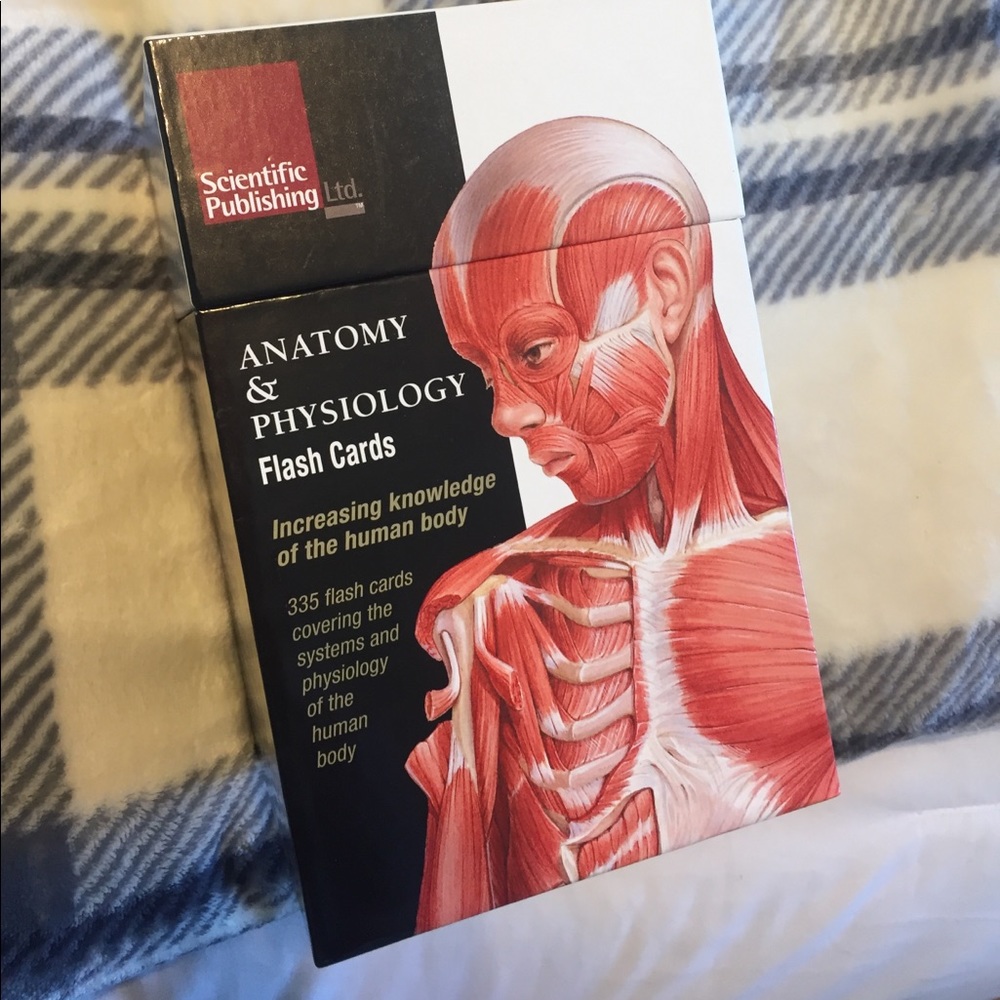 Scientific
Publishing Ltd.™
ANATOMY
&
PHYSIOLOGY
Flash Cards
Increasing knowledge
of the human body
335 flash cards
covering the
systems and
physiology
of the
human
body